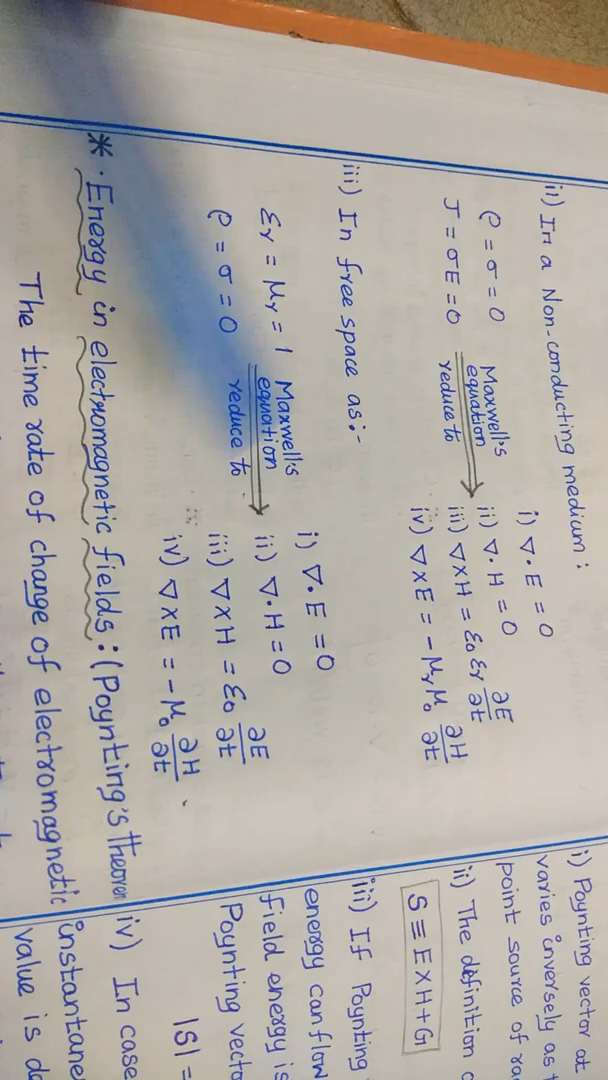 ii) In a Non-conducting medium :
ρ = σ = 0
J = σE = 0
Maxwell's
equation
reduce to
i) ∇·E = 0
ii) ∇·H = 0
iii) ∇×H = ε₀ εᵣ ∂E/∂t
iv) ∇×E = -μᵣμ₀ ∂H/∂t
iii) In free space as:-
εᵣ = μᵣ = 1
ρ = σ = 0
Maxwell's
equation
reduce to
i) ∇·E = 0
ii) ∇·H = 0
iii) ∇×H = ε₀ ∂E/∂t
iv) ∇×E = -μ₀ ∂H/∂t
* Energy in electromagnetic fields : (Poynting's theorem
The time rate of change of electromagnetic
i) Poynting vector at
varies inversely as
point source of
ii) The definition
S ≡ E×H+G
iii) If Poynting
energy can flow
field energy is
Poynting
|S| =
iv) In case
value is